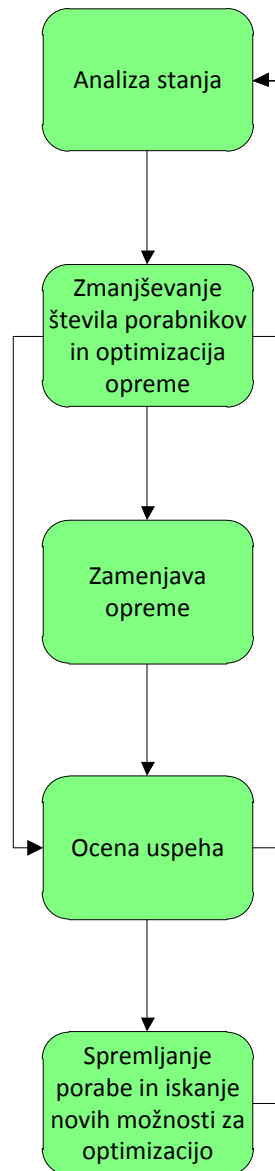 Analiza stanja
Zmanjševanje
števila porabnikov
in optimizacija
opreme
Zamenjava
opreme
Ocena uspeha
Spremljanje
porabe in iskanje
novih možnosti za
optimizacijo